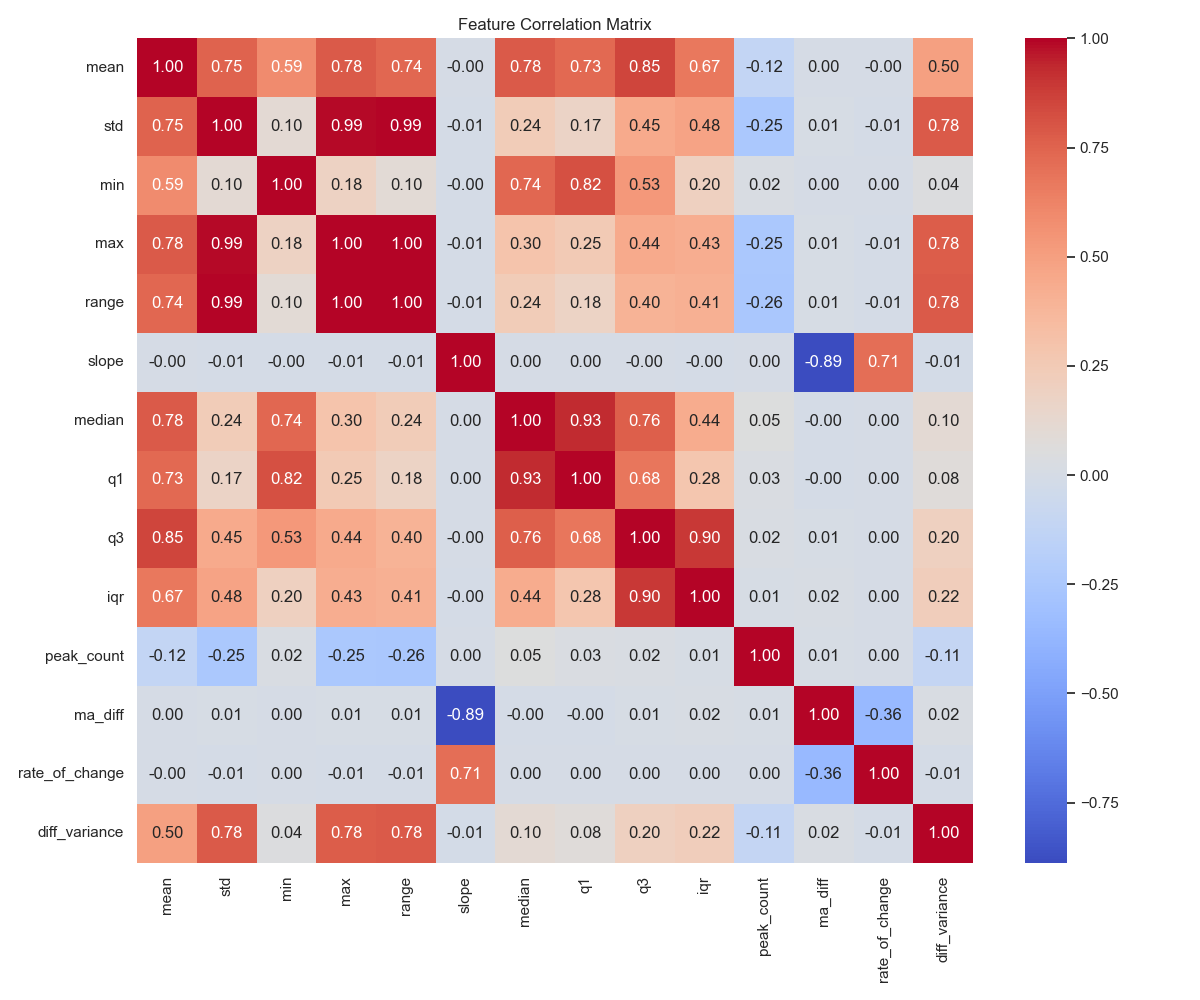 Feature Correlation Matrix
mean 1.00 0.75 0.59 0.78 0.74 -0.00 0.78 0.73 0.85 0.67 -0.12 0.00 -0.00 0.50
std 0.75 1.00 0.10 0.99 0.99 -0.01 0.24 0.17 0.45 0.48 -0.25 0.01 -0.01 0.78
min 0.59 0.10 1.00 0.18 0.10 -0.00 0.74 0.82 0.53 0.20 0.02 0.00 0.00 0.04
max 0.78 0.99 0.18 1.00 1.00 -0.01 0.30 0.25 0.44 0.43 -0.25 0.01 -0.01 0.78
range 0.74 0.99 0.10 1.00 1.00 -0.01 0.24 0.18 0.40 0.41 -0.26 0.01 -0.01 0.78
slope -0.00 -0.01 -0.00 -0.01 -0.01 1.00 0.00 0.00 -0.00 -0.00 0.00 -0.89 0.71 -0.01
median 0.78 0.24 0.74 0.30 0.24 0.00 1.00 0.93 0.76 0.44 0.05 -0.00 0.00 0.10
q1 0.73 0.17 0.82 0.25 0.18 0.00 0.93 1.00 0.68 0.28 0.03 -0.00 0.00 0.08
q3 0.85 0.45 0.53 0.44 0.40 -0.00 0.76 0.68 1.00 0.90 0.02 0.01 0.00 0.20
iqr 0.67 0.48 0.20 0.43 0.41 -0.00 0.44 0.28 0.90 1.00 0.01 0.02 0.00 0.22
peak_count -0.12 -0.25 0.02 -0.25 -0.26 0.00 0.05 0.03 0.02 0.01 1.00 0.01 0.00 -0.11
ma_diff 0.00 0.01 0.00 0.01 0.01 -0.89 -0.00 -0.00 0.01 0.02 0.01 1.00 -0.36 0.02
rate_of_change -0.00 -0.01 0.00 -0.01 -0.01 0.71 0.00 0.00 0.00 0.00 0.00 -0.36 1.00 -0.01
diff_variance 0.50 0.78 0.04 0.78 0.78 -0.01 0.10 0.08 0.20 0.22 -0.11 0.02 -0.01 1.00
mean std min max range slope median q1 q3 iqr peak_count ma_diff rate_of_change diff_variance
1.00
0.75
0.50
0.25
0.00
−0.25
−0.50
−0.75